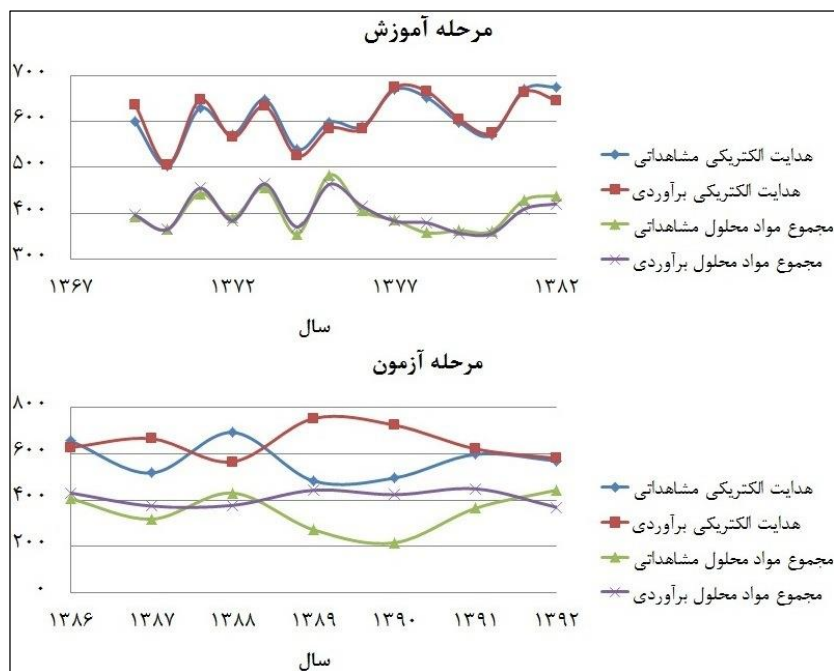 مرحله آموزش
۷۰۰
۶۰۰
۵۰۰
۴۰۰
۳۰۰
۱۳۶۷ ۱۳۷۲ ۱۳۷۷ ۱۳۸۲
سال
هدایت الکتریکی مشاهداتی
هدایت الکتریکی برآوردی
مجموع مواد محلول مشاهداتی
مجموع مواد محلول برآوردی
مرحله آزمون
۸۰۰
۶۰۰
۴۰۰
۲۰۰
۰
۱۳۸۶ ۱۳۸۷ ۱۳۸۸ ۱۳۸۹ ۱۳۹۰ ۱۳۹۱ ۱۳۹۲
سال
هدایت الکتریکی مشاهداتی
هدایت الکتریکی برآوردی
مجموع مواد محلول مشاهداتی
مجموع مواد محلول برآوردی